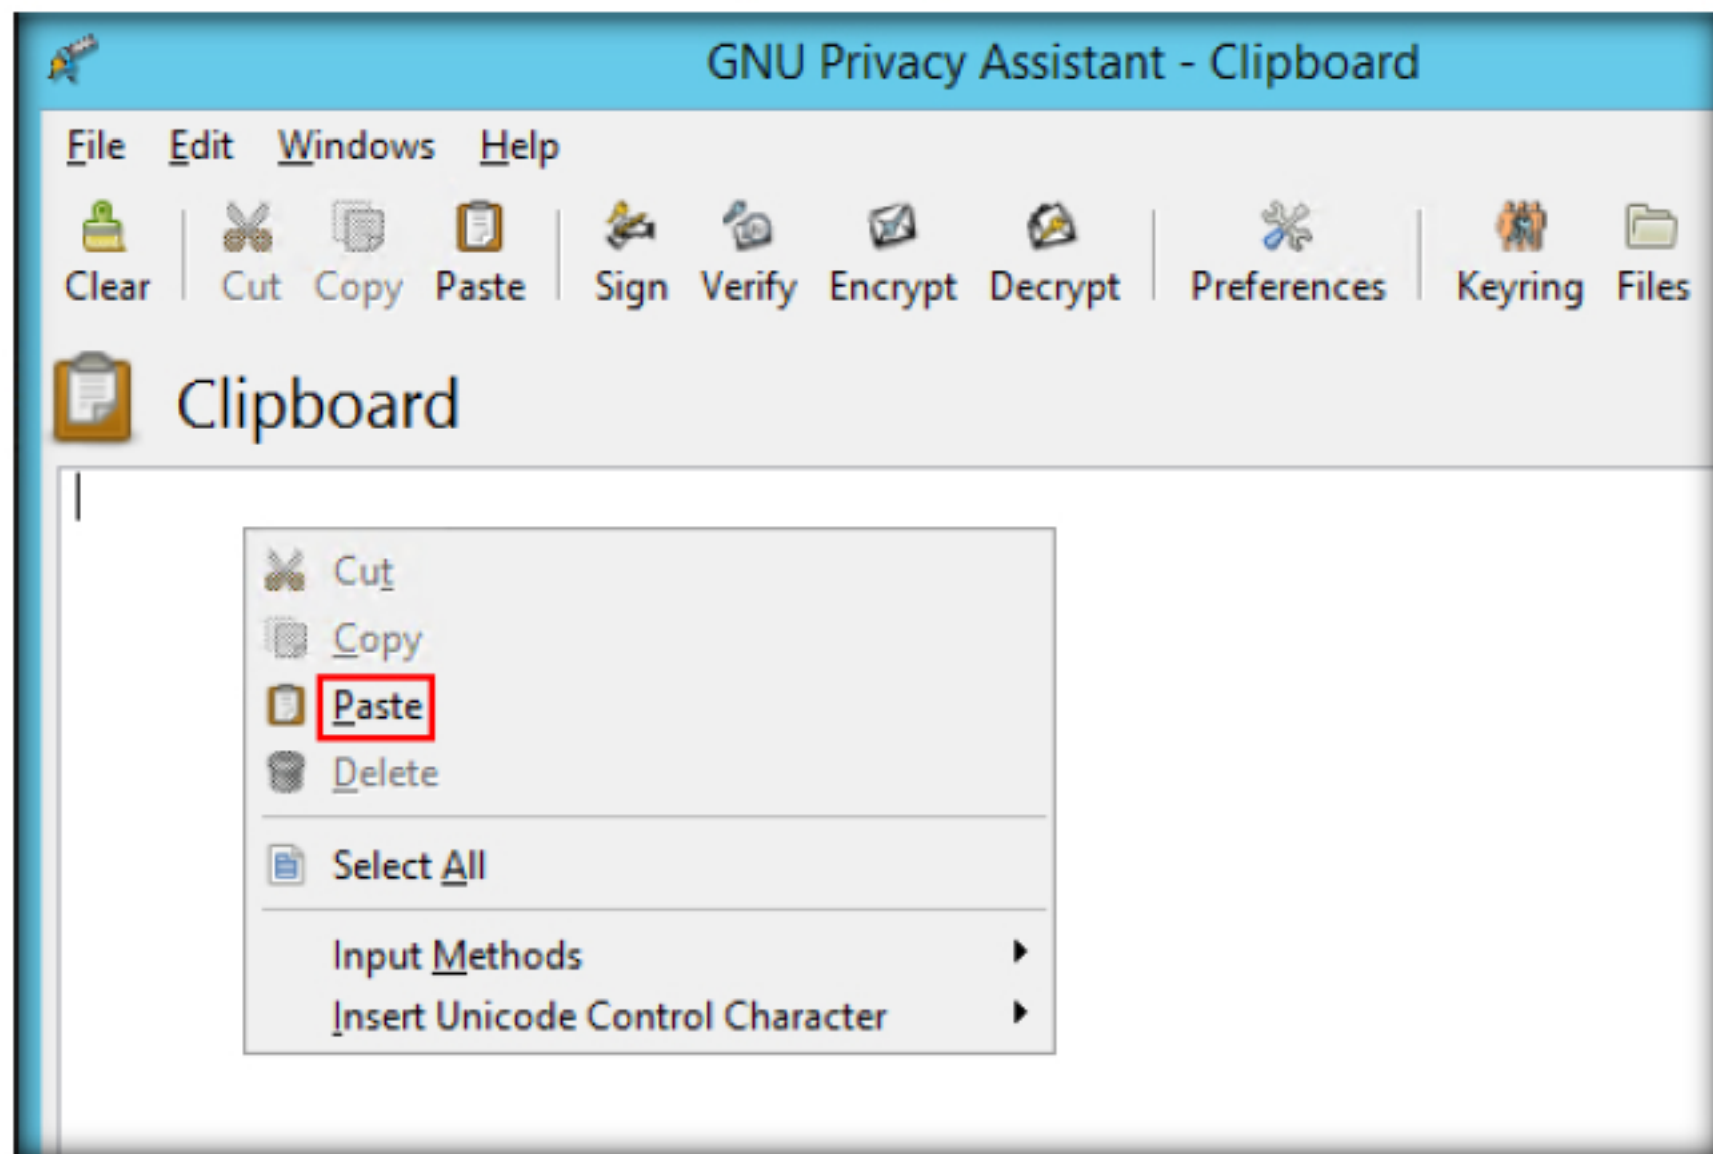 GNU Privacy Assistant - Clipboard
File Edit Windows Help
Clear Cut Copy Paste Sign Verify Encrypt Decrypt Preferences Keyring Files
Clipboard
Cut
Copy
Paste
Delete
Select All
Input Methods
Insert Unicode Control Character